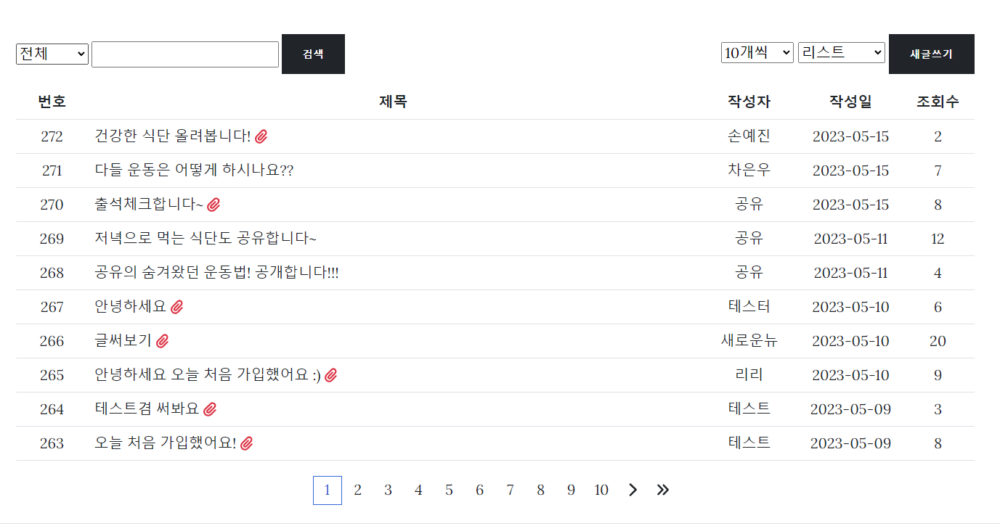 전체 검색 10개씩 리스트 새글쓰기
번호 제목 작성자 작성일 조회수
272 건강한 식단 올려봅니다! 손예진 2023-05-15 2
271 다들 운동은 어떻게 하시나요?? 차은우 2023-05-15 7
270 출석체크합니다~ 공유 2023-05-15 8
269 저녁으로 먹는 식단도 공유합니다~ 공유 2023-05-11 12
268 공유의 숨겨왔던 운동법! 공개합니다!!! 공유 2023-05-11 4
267 안녕하세요 테스터 2023-05-10 6
266 글써보기 새로운뉴 2023-05-10 20
265 안녕하세요 오늘 처음 가입했어요 :) 리리 2023-05-10 9
264 테스트겸 써봐요 테스트 2023-05-09 3
263 오늘 처음 가입했어요! 테스트 2023-05-09 8
1 2 3 4 5 6 7 8 9 10